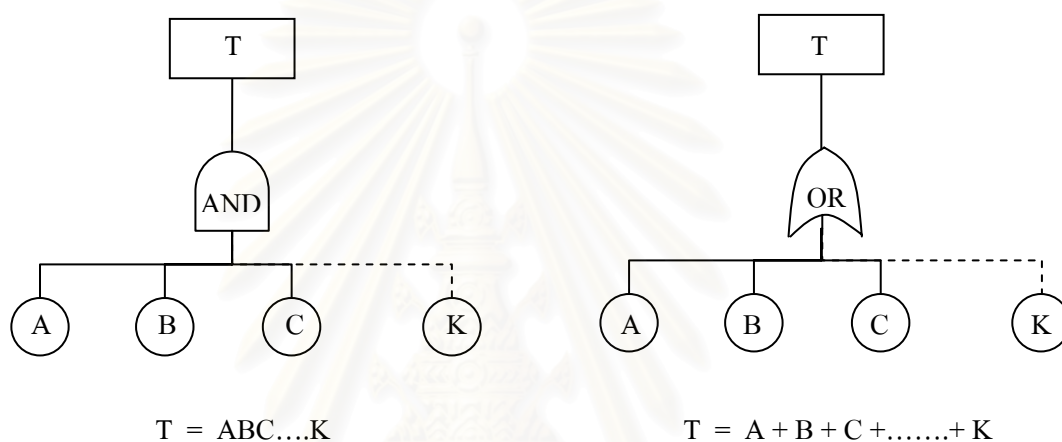 T T
AND OR
A B C K A B C K
T = ABC….K T = A + B + C +…….+ K